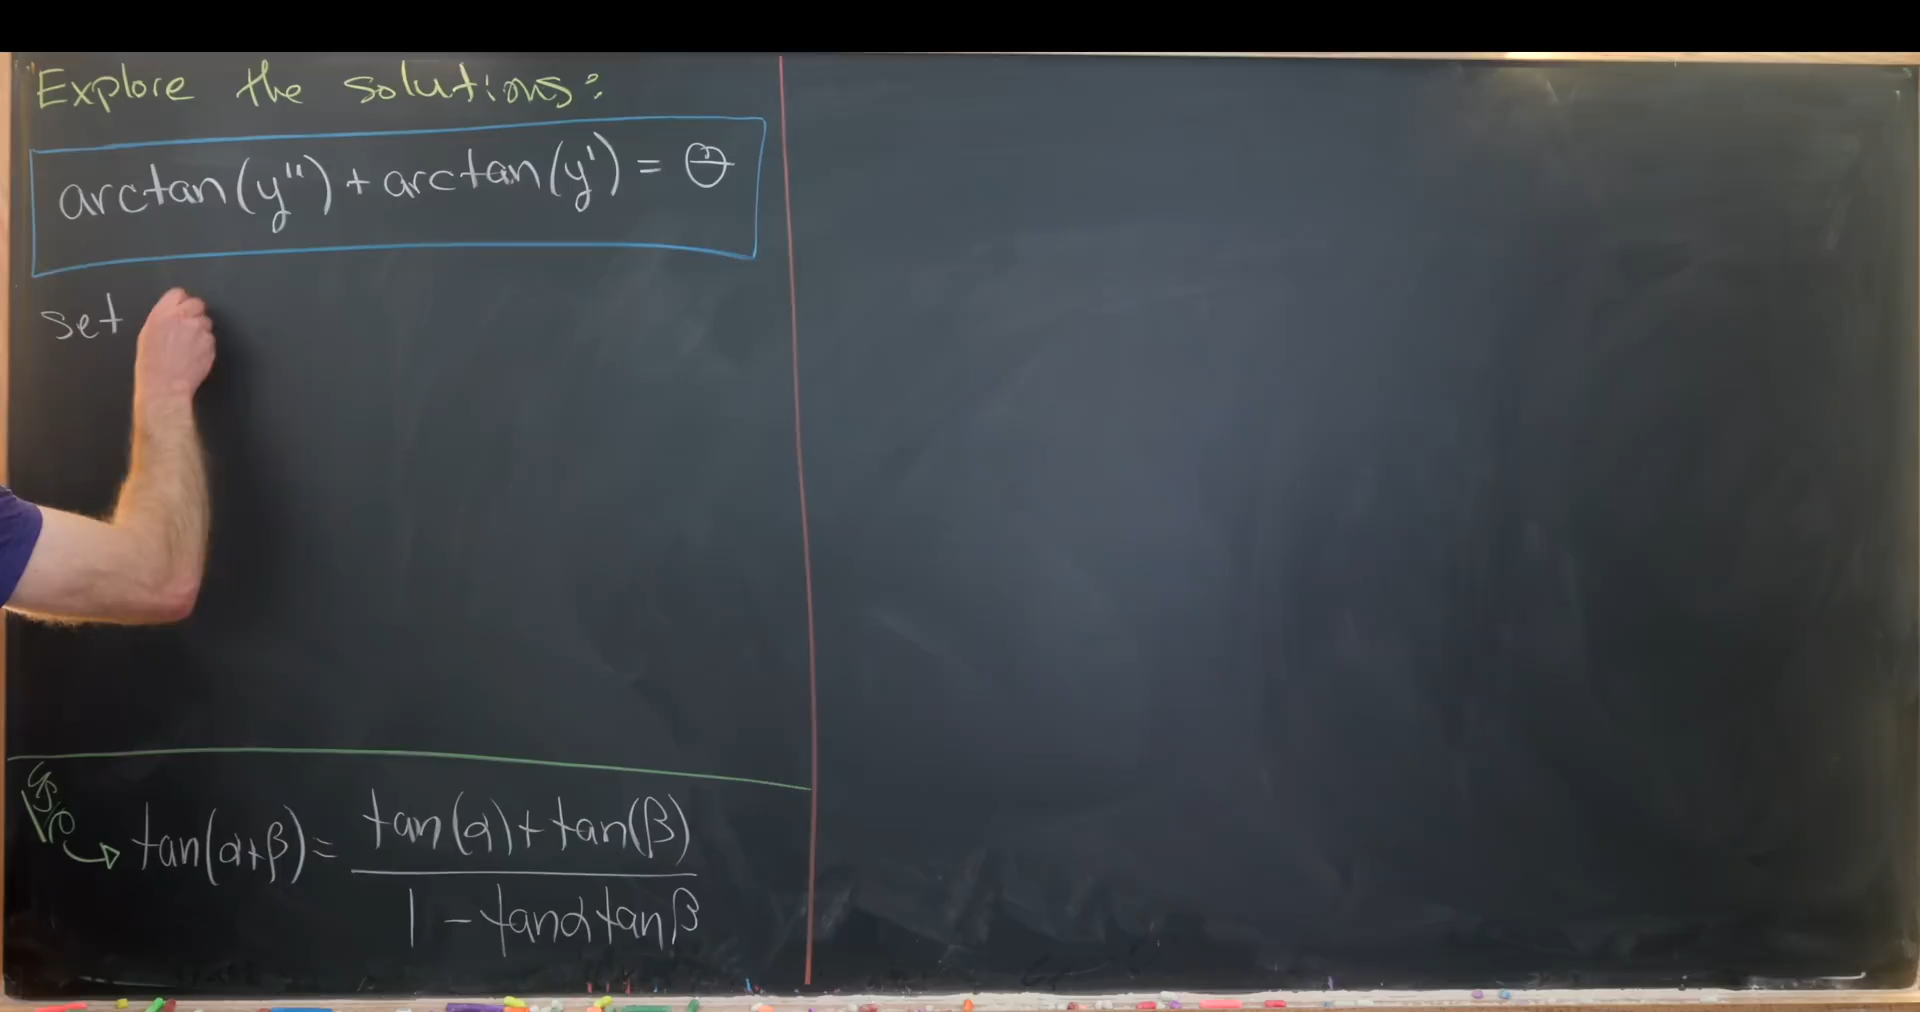 Explore the solutions:
arctan(y'') + arctan(y') = θ
set
tan(α+β) = tan(α) + tan(β)
1 - tanα tanβ